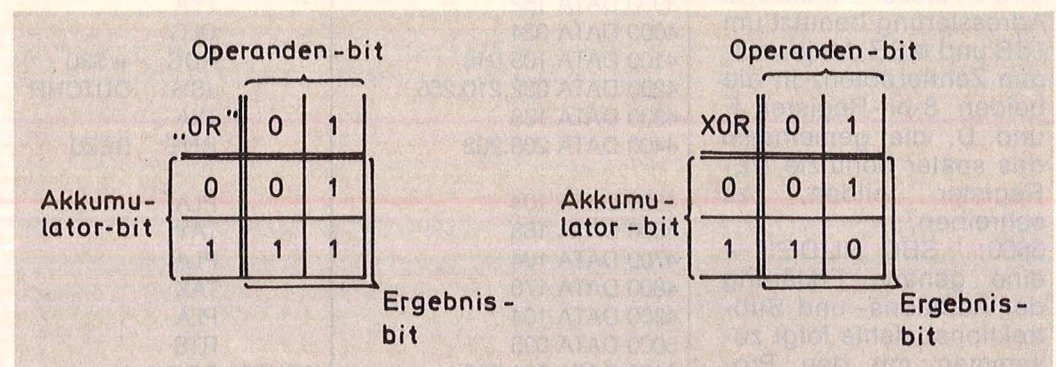 Operanden-bit
„OR" 0 1
Akkumu-
lator-bit
0 0 1
1 1 1
Ergebnis-
bit
Operanden-bit
XOR 0 1
Akkumu-
lator-bit
0 0 1
1 1 0
Ergebnis-
bit